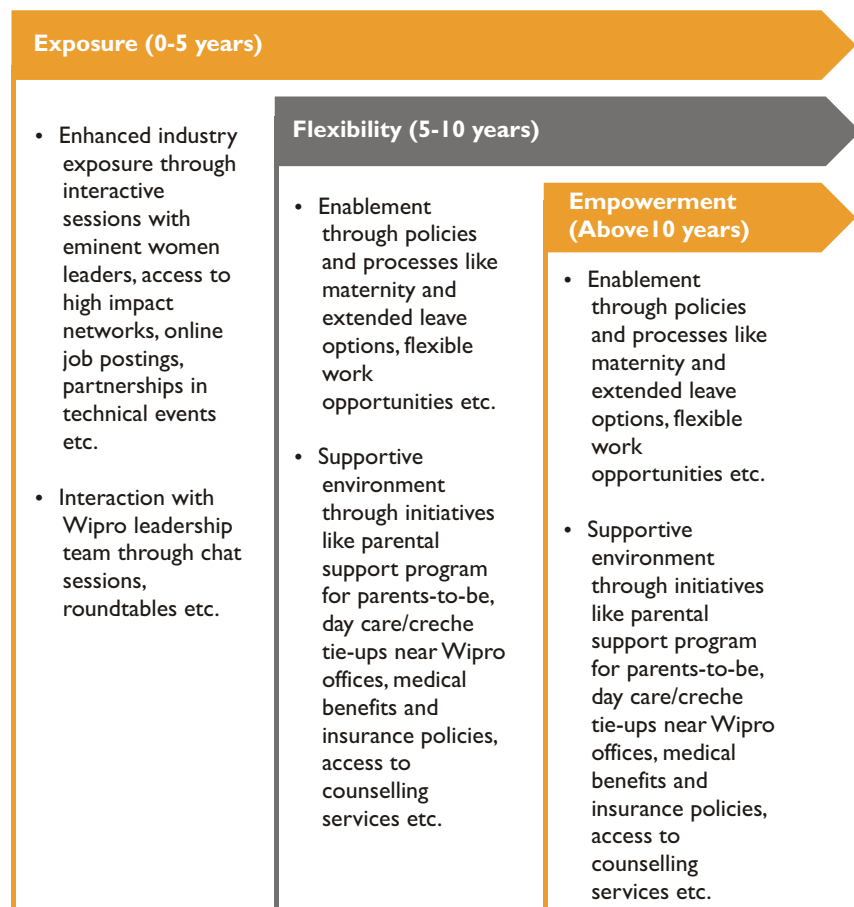 Exposure (0-5 years)
• Enhanced industry
exposure through
interactive
sessions with
eminent women
leaders, access to
high impact
networks, online
job postings,
partnerships in
technical events
etc.
• Interaction with
Wipro leadership
team through chat
sessions,
roundtables etc.
Flexibility (5-10 years)
• Enablement
through policies
and processes like
maternity and
extended leave
options, flexible
work
opportunities etc.
• Supportive
environment
through initiatives
like parental
support program
for parents-to-be,
day care/creche
tie-ups near Wipro
offices, medical
benefits and
insurance policies,
access to
counselling
services etc.
Empowerment
(Above10 years)
• Enablement
through policies
and processes like
maternity and
extended leave
options, flexible
work
opportunities etc.
• Supportive
environment
through initiatives
like parental
support program
for parents-to-be,
day care/creche
tie-ups near Wipro
offices, medical
benefits and
insurance policies,
access to
counselling
services etc.